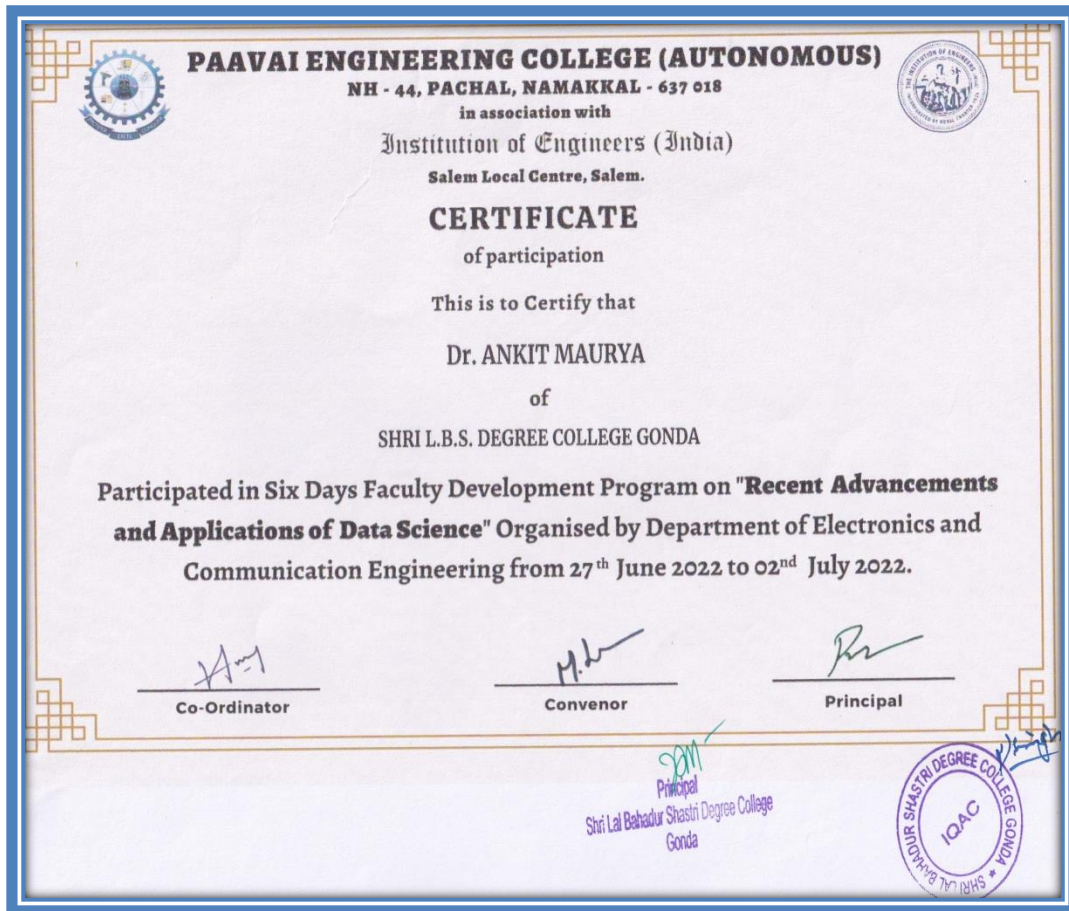 PAAVAI ENGINEERING COLLEGE (AUTONOMOUS)
NH - 44, PACHAL, NAMAKKAL - 637 018
in association with
Institution of Engineers (India)
Salem Local Centre, Salem.
CERTIFICATE
of participation
This is to Certify that
Dr. ANKIT MAURYA
of
SHRI L.B.S. DEGREE COLLEGE GONDA
Participated in Six Days Faculty Development Program on "Recent Advancements
and Applications of Data Science" Organised by Department of Electronics and
Communication Engineering from 27th June 2022 to 02nd July 2022.
Co-Ordinator
Convenor
Principal
Principal
Shri Lal Bahadur Shastri Degree College
Gonda
SHRI LAL BAHADUR SHASTRI DEGREE COLLEGE GONDA *
IQAC